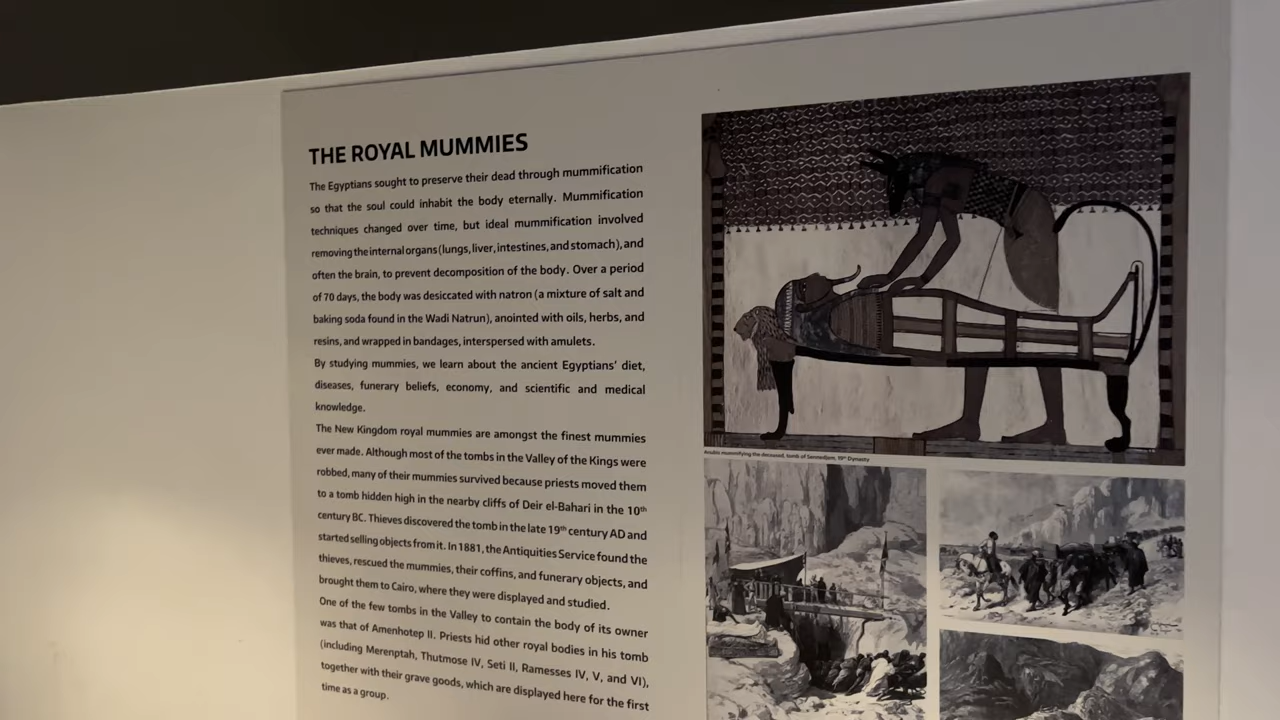 THE ROYAL MUMMIES
The Egyptians sought to preserve their dead through mummification
so that the soul could inhabit the body eternally. Mummification
techniques changed over time, but ideal mummification involved
removing the internal organs (lungs, liver, intestines, and stomach), and
often the brain, to prevent decomposition of the body. Over a period
of 70 days, the body was desiccated with natron (a mixture of salt and
baking soda found in the Wadi Natrun), anointed with oils, herbs, and
resins, and wrapped in bandages, interspersed with amulets.
By studying mummies, we learn about the ancient Egyptians' diet,
diseases, funerary beliefs, economy, and scientific and medical
knowledge.
The New Kingdom royal mummies are amongst the finest mummies
ever made. Although most of the tombs in the Valley of the Kings were
robbed, many of their mummies survived because priests moved them
to a tomb hidden high in the nearby cliffs of Deir el-Bahari in the 10th
century BC. Thieves discovered the tomb in the late 19th century AD and
started selling objects from it. In 1881, the Antiquities Service found the
thieves, rescued the mummies, their coffins, and funerary objects, and
brought them to Cairo, where they were displayed and studied.
One of the few tombs in the Valley to contain the body of its owner
was that of Amenhotep II. Priests hid other royal bodies in his tomb
(including Merenptah, Thutmose IV, Seti II, Ramesses IV, V, and VI),
together with their grave goods, which are displayed here for the first
time as a group.
Anubis mummifying the deceased, tomb of Sennedjem, 19th Dynasty